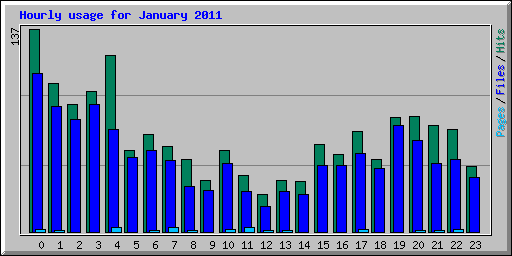 Hourly usage for January 2011
137
Pages / Files / Hits
0 1 2 3 4 5 6 7 8 9 10 11 12 13 14 15 16 17 18 19 20 21 22 23